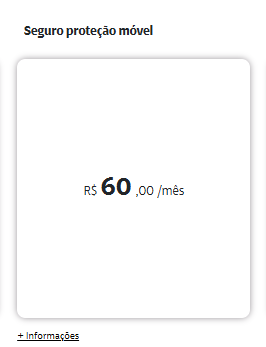 Seguro proteção móvel
R$ 60 ,00 /mês
+ Informações